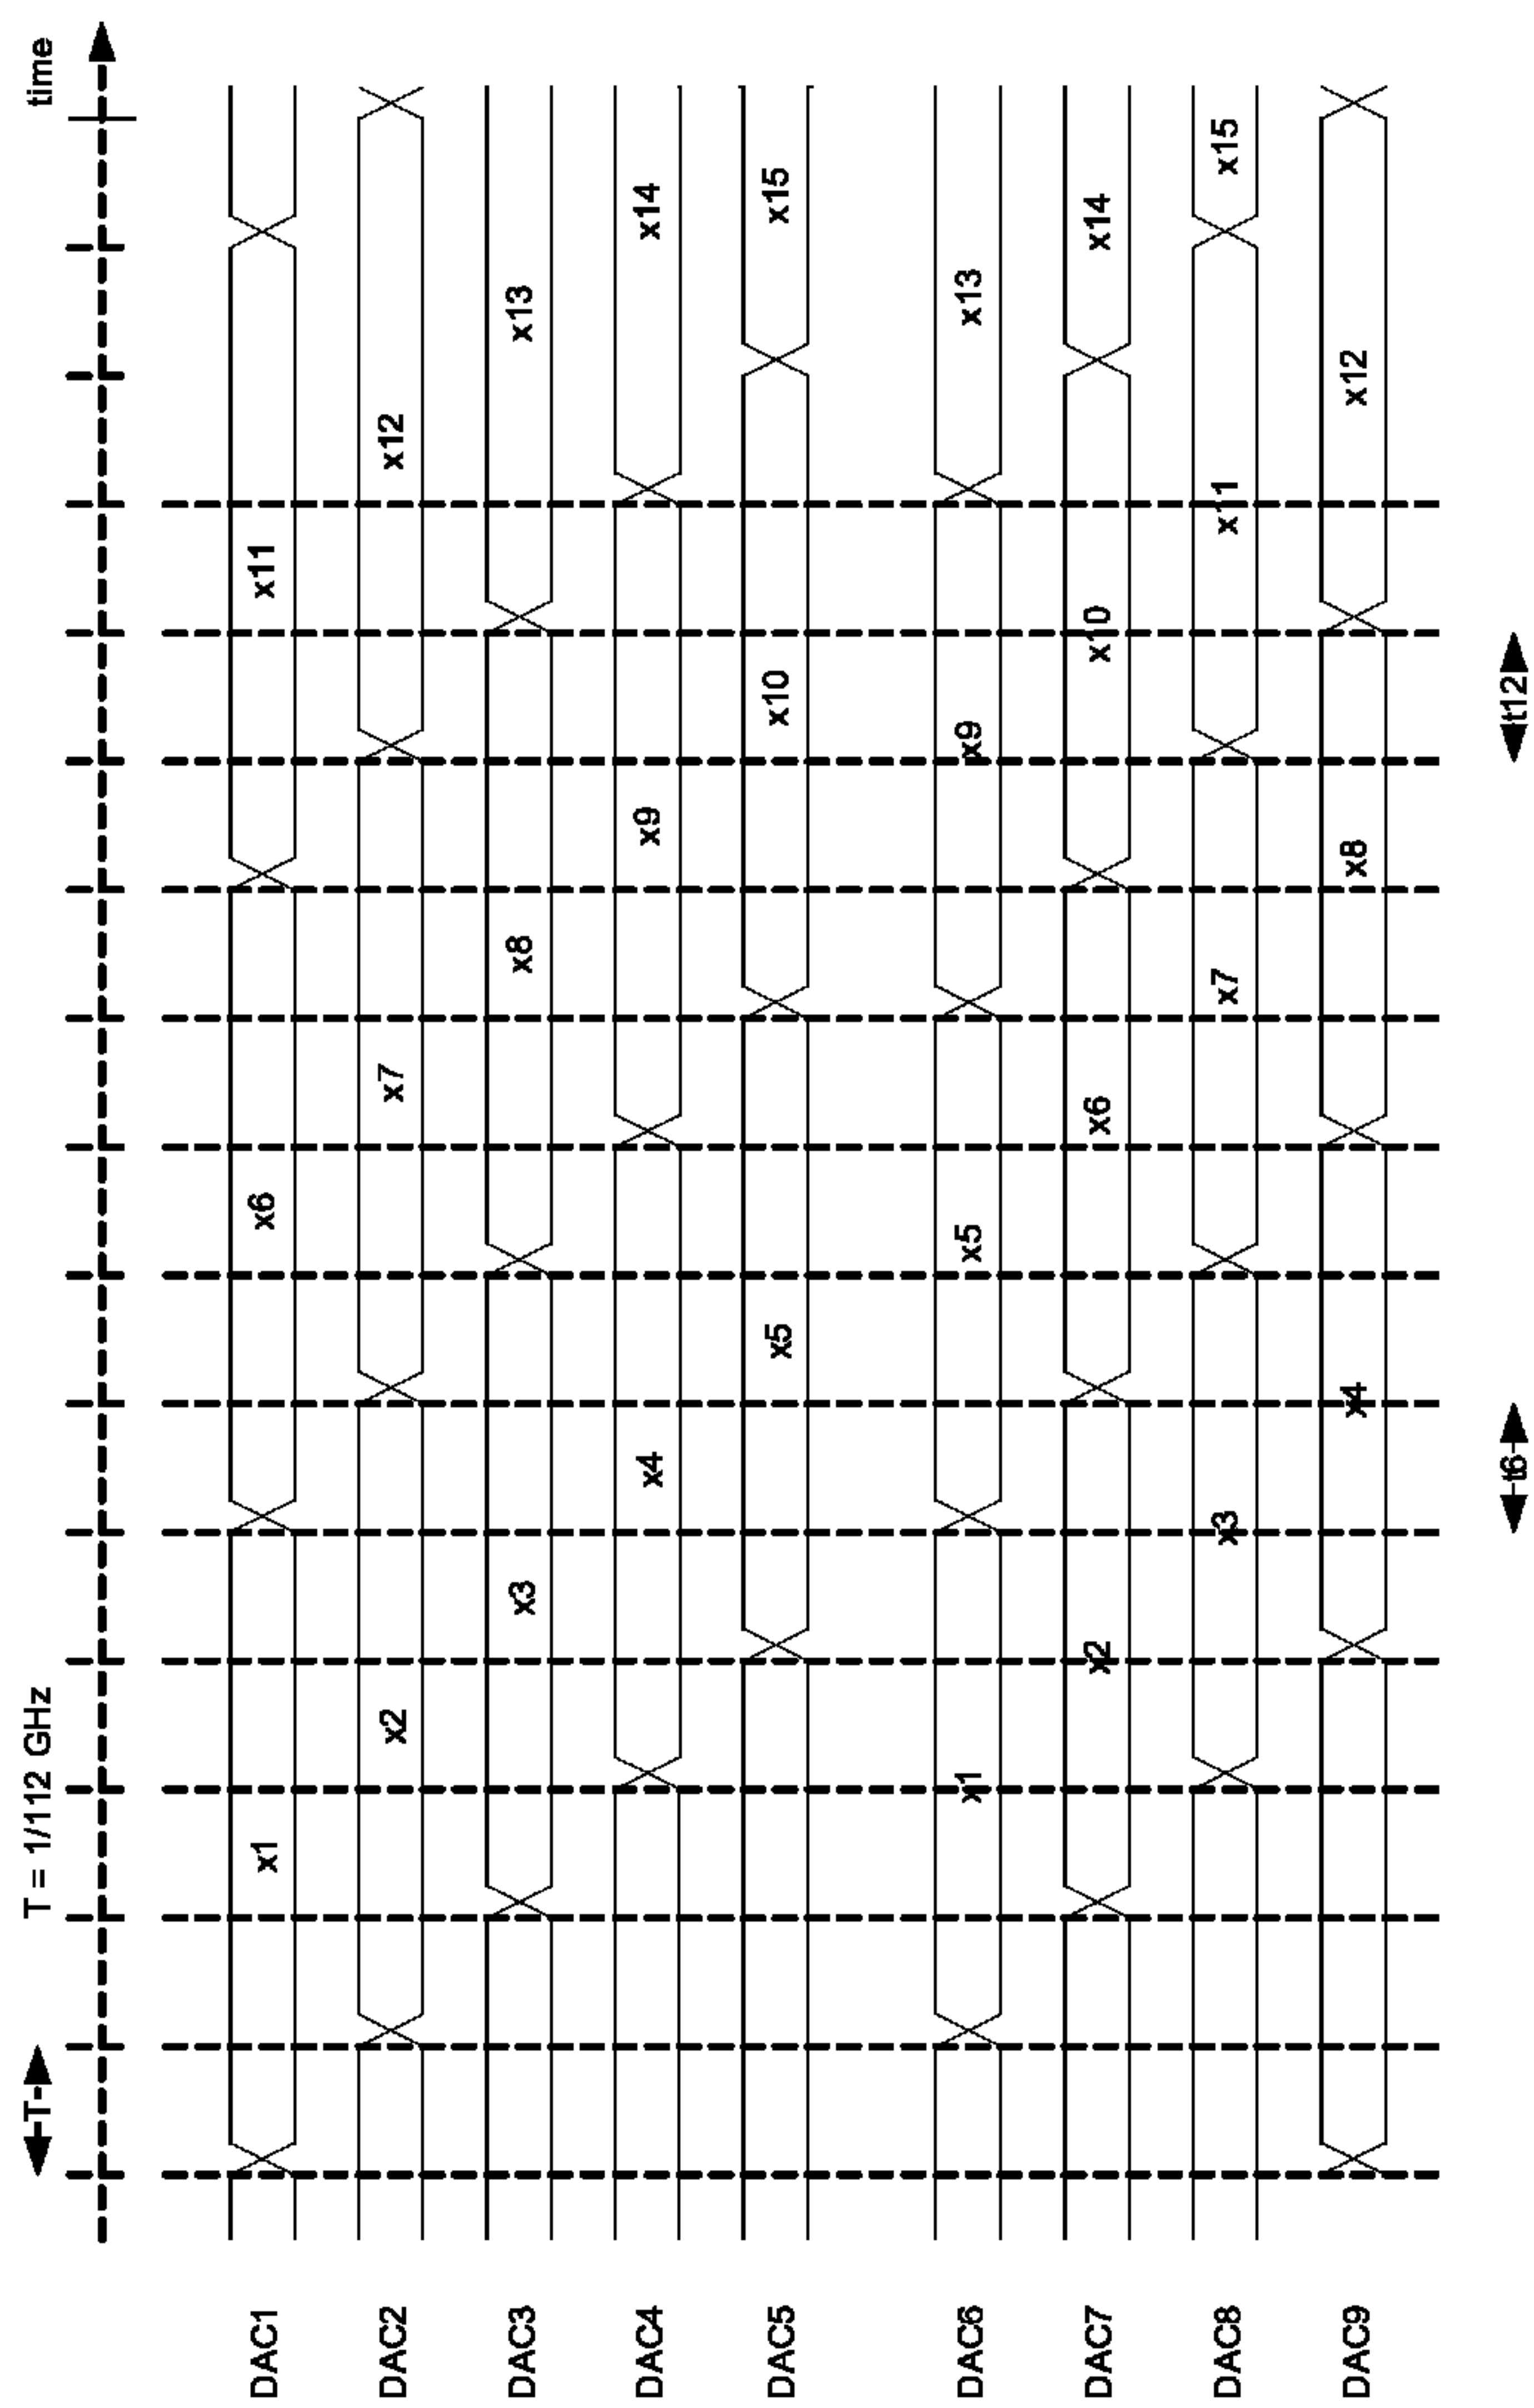 T
T = 1/112 GHz
time
DAC1 x1 x6 x11
DAC2 x2 x7 x12
DAC3 x3 x8 x13
DAC4 x4 x9 x14
DAC5 x5 x10 x15
DAC6 x1 x5 x9 x13
DAC7 x2 x6 x10 x14
DAC8 x3 x7 x11 x15
DAC9 x4 x8 x12
t6 t12